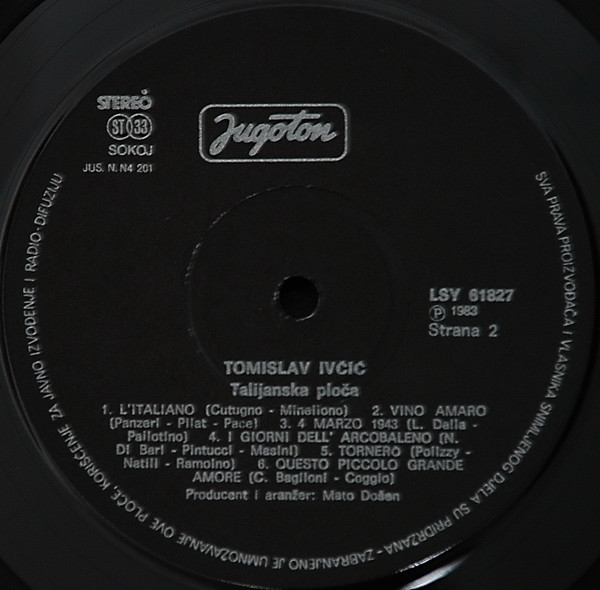 STEREO
ST 33
SOKOJ
JUS. N. N4 201
Jugoton
LSY 61827
℗ 1983
Strana 2
TOMISLAV IVČIĆ
Talijanska ploča
1. L'ITALIANO (Cutugno - Mineliono) 2. VINO AMARO
(Panzeri - Pilat - Pace) 3. 4 MARZO 1943 (L. Dalla -
Pallotino) 4. I GIORNI DELL' ARCOBALENO (N.
Di Bari - Pintucci - Masini) 5. TORNERO (Polizzy -
Natili - Ramoino) 6. QUESTO PICCOLO GRANDE
AMORE (C. Baglioni - Coggio)
Producent i aranžer: Mato Došen
SVA PRAVA PROIZVOĐAČA I VLASNIKA SNIMLJENOG DJELA SU PRIDRŽANA - ZABRANJENO JE UMNOŽAVANJE OVE PLOČE, KORIŠĆENJE ZA JAVNO IZVOĐENJE I RADIO-DIFUZIJU